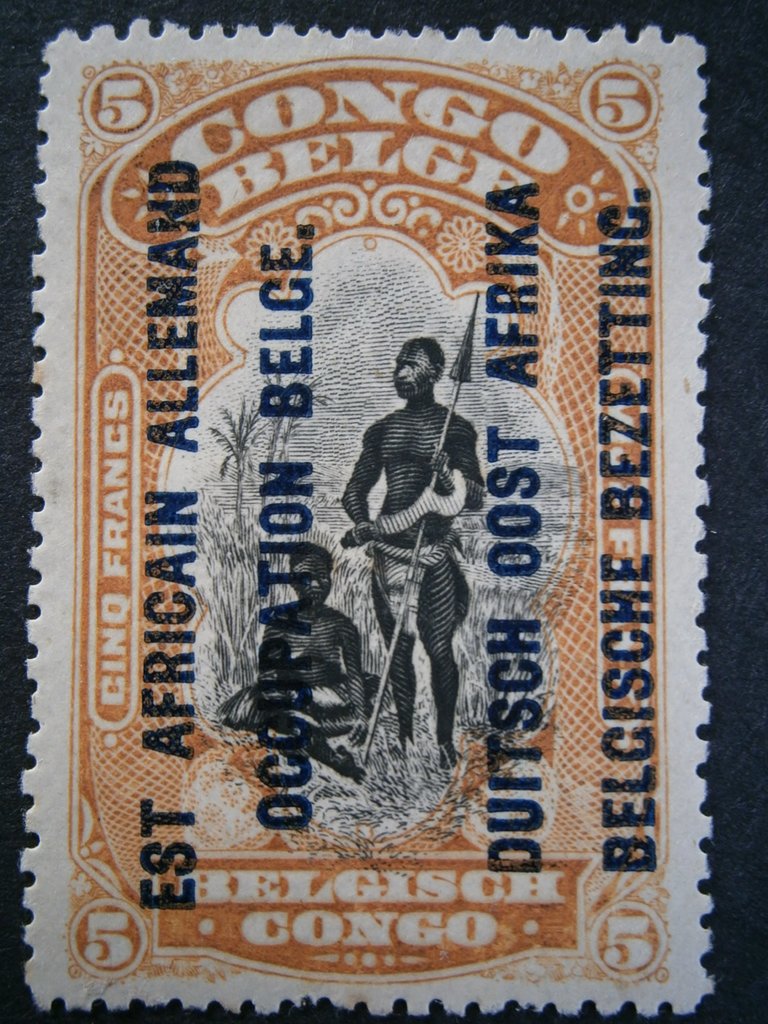 5 5
CONGO
BELGE
CINQ FRANCS
EST AFRICAIN ALLEMAND
OCCUPATION BELGE.
DUITSCH OOST AFRIKA
BELGISCHE BEZETTING.
BELGISCH
CONGO
5 5